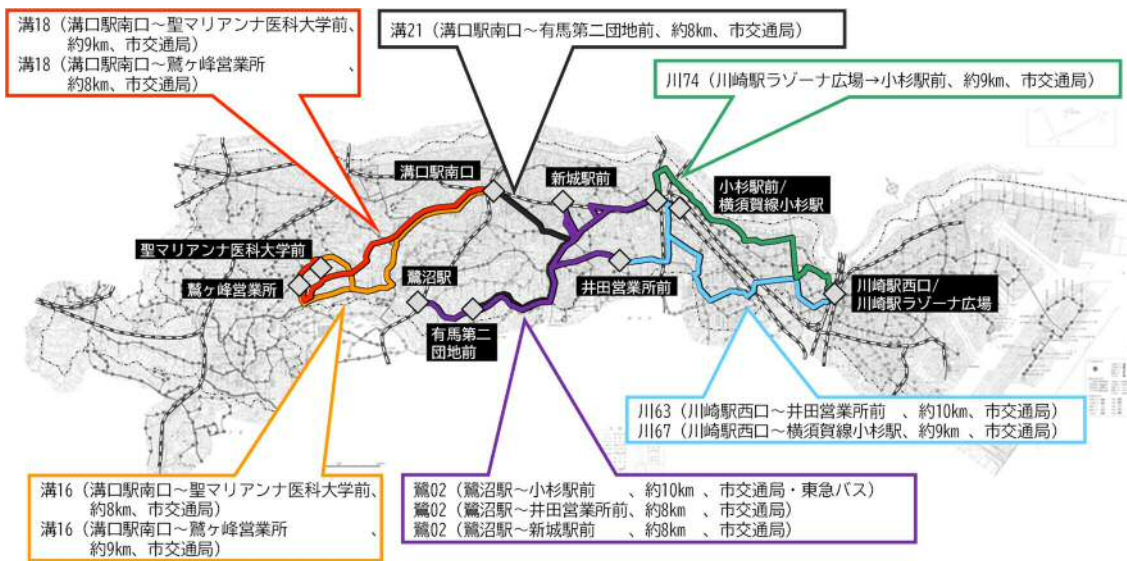 溝18（溝口駅南口～聖マリアンナ医科大学前、
約9km、市交通局）
溝18（溝口駅南口～鷲ヶ峰営業所　　　　、
約8km、市交通局）
溝21（溝口駅南口～有馬第二団地前、約8km、市交通局）
川74（川崎駅ラゾーナ広場→小杉駅前、約9km、市交通局）
溝口駅南口
新城駅前
小杉駅前/
横須賀線小杉駅
聖マリアンナ医科大学前
鷲ヶ峰営業所
鷺沼駅
有馬第二
団地前
井田営業所前
川崎駅西口/
川崎駅ラゾーナ広場
川63（川崎駅西口～井田営業所前　、約10km、市交通局）
川67（川崎駅西口～横須賀線小杉駅、約9km　、市交通局）
溝16（溝口駅南口～聖マリアンナ医科大学前、
約8km、市交通局）
溝16（溝口駅南口～鷲ヶ峰営業所　　　　、
約9km、市交通局）
鷺02（鷺沼駅～小杉駅前　　、約10km　、市交通局・東急バス）
鷺02（鷺沼駅～井田営業所前、約8km　、市交通局）
鷺02（鷺沼駅～新城駅前　　、約8km　、市交通局）